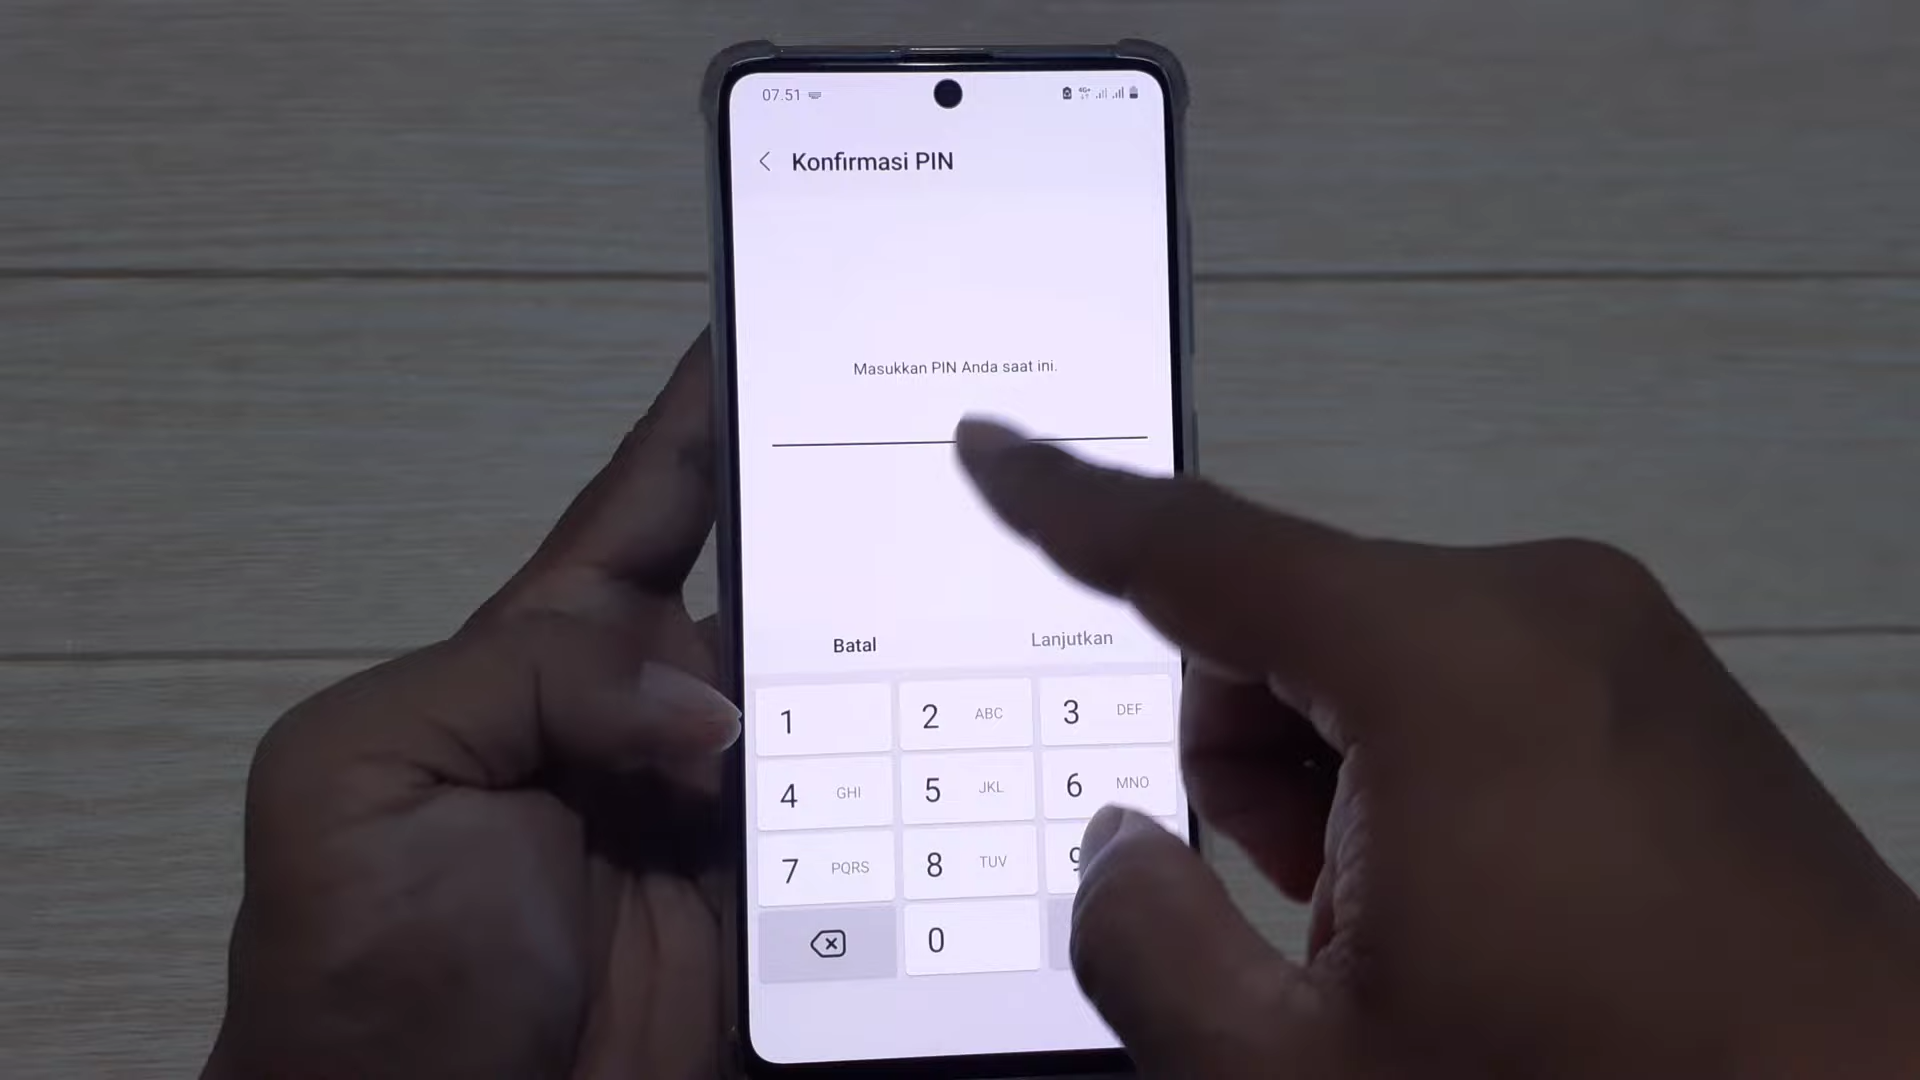 07.51
Konfirmasi PIN
Masukkan PIN Anda saat ini.
Batal Lanjutkan
1 2 ABC 3 DEF
4 GHI 5 JKL 6 MNO
7 PQRS 8 TUV 9
0